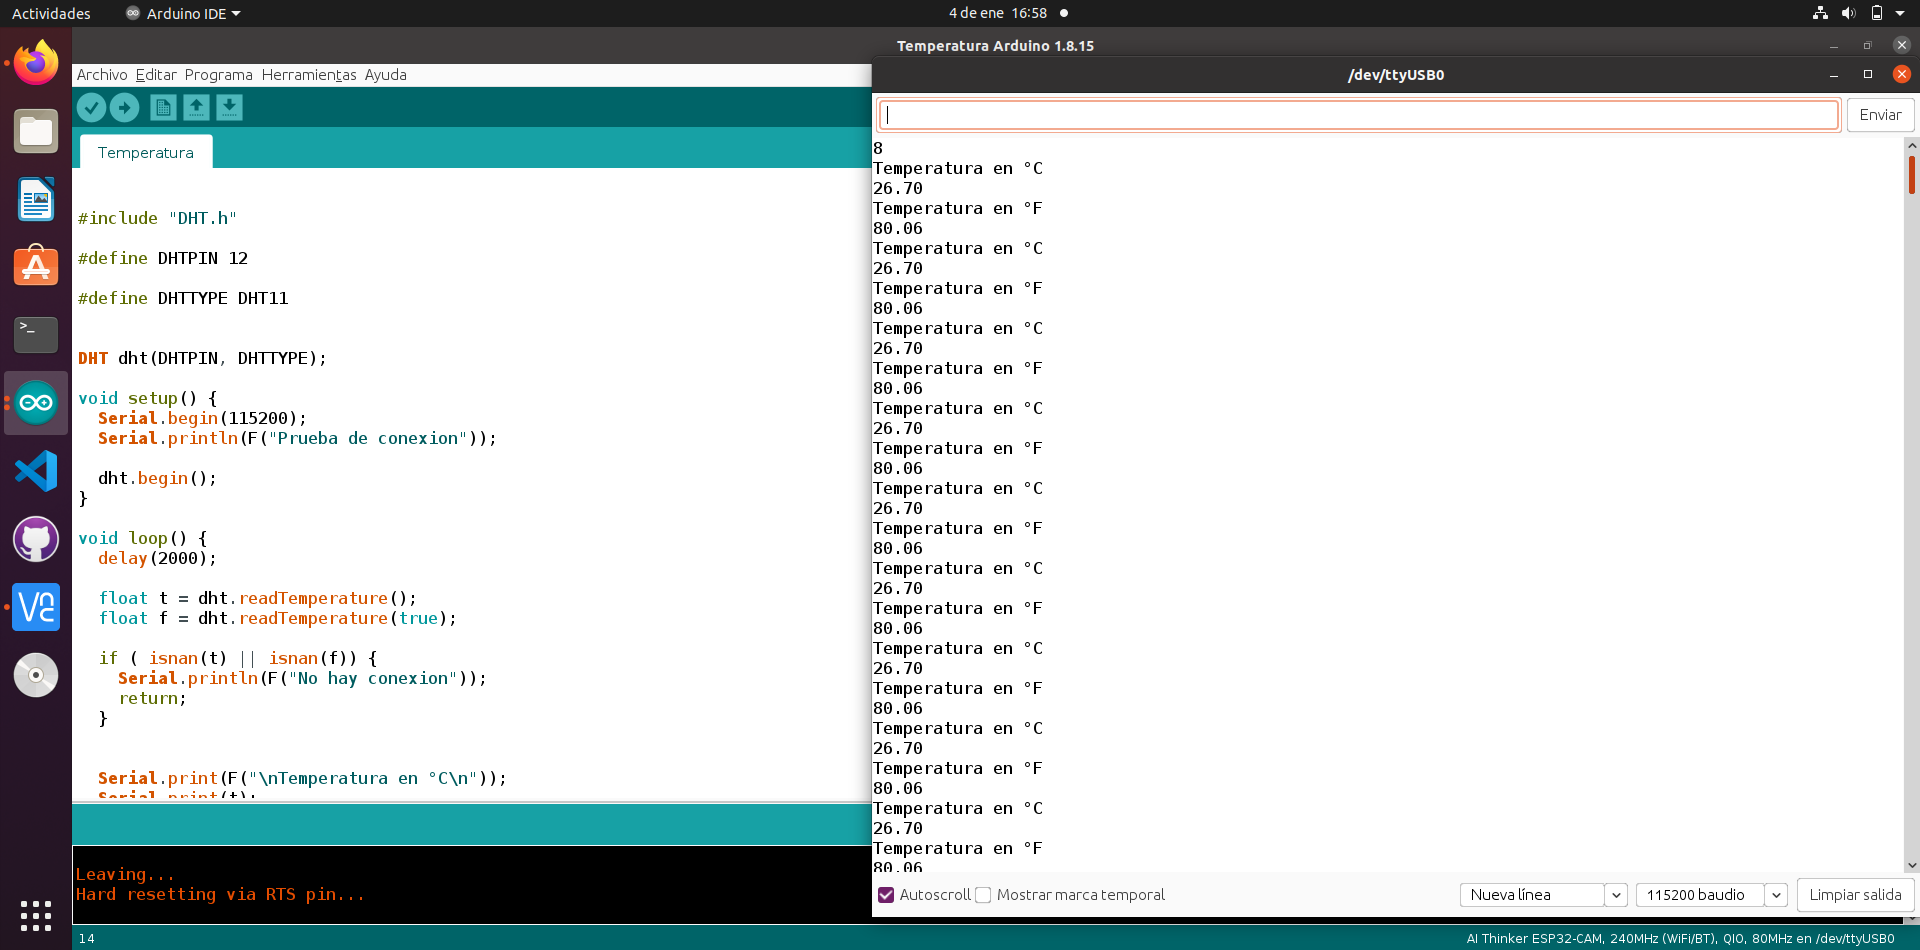 Actividades
Arduino IDE
4 de ene 16:58
Temperatura Arduino 1.8.15
Archivo Editar Programa Herramientas Ayuda
Temperatura
#include "DHT.h"
#define DHTPIN 12
#define DHTTYPE DHT11
DHT dht(DHTPIN, DHTTYPE);
void setup() {
Serial.begin(115200);
Serial.println(F("Prueba de conexion"));
dht.begin();
}
void loop() {
delay(2000);
float t = dht.readTemperature();
float f = dht.readTemperature(true);
if ( isnan(t) || isnan(f)) {
Serial.println(F("No hay conexion"));
return;
}
Serial.print(F("\nTemperatura en °C\n"));
Serial.print(t);
Leaving...
Hard resetting via RTS pin...
14
AI Thinker ESP32-CAM, 240MHz (WiFi/BT), QIO, 80MHz en /dev/ttyUSB0
/dev/ttyUSB0
Enviar
8
Temperatura en °C
26.70
Temperatura en °F
80.06
Temperatura en °C
26.70
Temperatura en °F
80.06
Temperatura en °C
26.70
Temperatura en °F
80.06
Temperatura en °C
26.70
Temperatura en °F
80.06
Temperatura en °C
26.70
Temperatura en °F
80.06
Temperatura en °C
26.70
Temperatura en °F
80.06
Temperatura en °C
26.70
Temperatura en °F
80.06
Temperatura en °C
26.70
Temperatura en °F
80.06
Temperatura en °C
26.70
Temperatura en °F
80.06
Autoscroll
Mostrar marca temporal
Nueva línea
115200 baudio
Limpiar salida